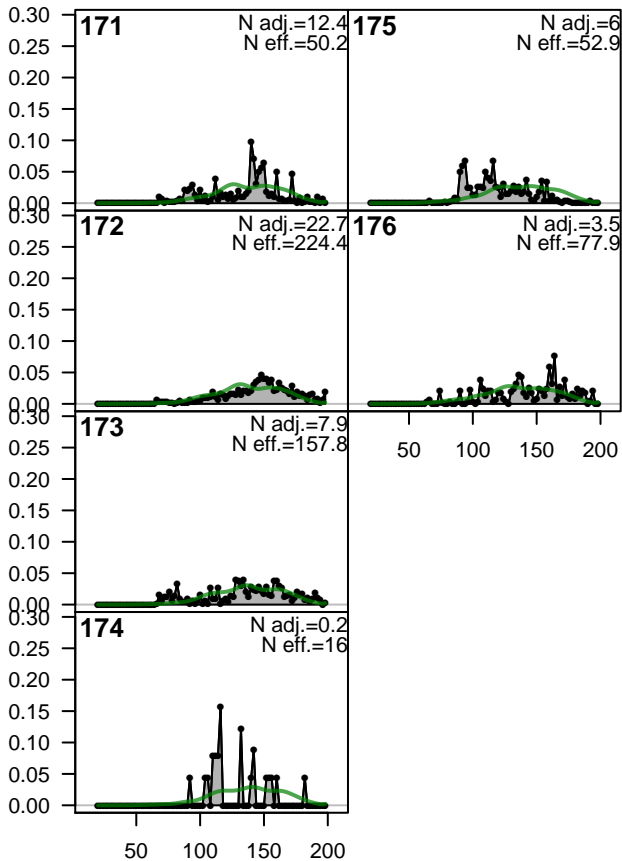 171
N adj.=12.4
N eff.=50.2
0.30
0.25
0.20
0.15
0.10
0.05
0.00
175
N adj.=6
N eff.=52.9
172
N adj.=22.7
N eff.=224.4
0.30
0.25
0.20
0.15
0.10
0.05
0.00
176
N adj.=3.5
N eff.=77.9
50 100 150 200
173
N adj.=7.9
N eff.=157.8
0.30
0.25
0.20
0.15
0.10
0.05
0.00
174
N adj.=0.2
N eff.=16
0.30
0.25
0.20
0.15
0.10
0.05
0.00
50 100 150 200